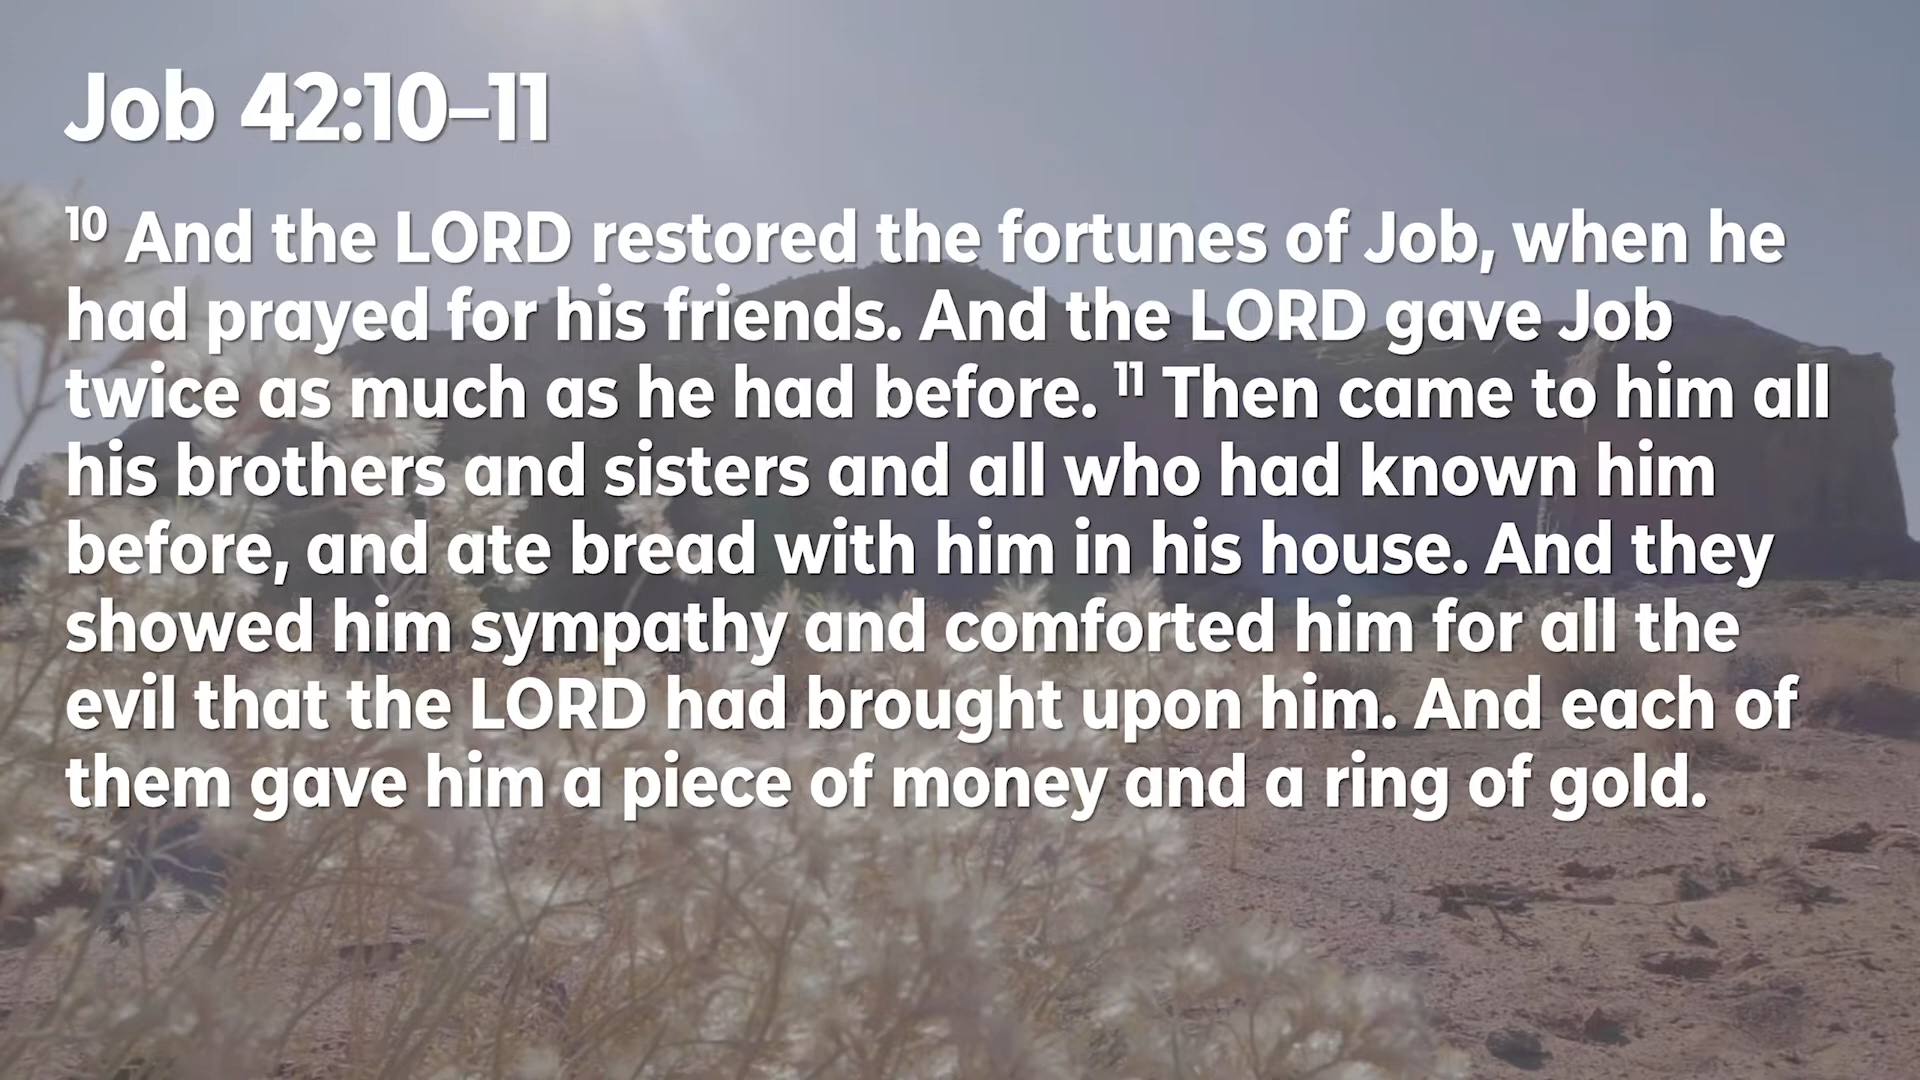 Job 42:10–11
10 And the LORD restored the fortunes of Job, when he
had prayed for his friends. And the LORD gave Job
twice as much as he had before. 11 Then came to him all
his brothers and sisters and all who had known him
before, and ate bread with him in his house. And they
showed him sympathy and comforted him for all the
evil that the LORD had brought upon him. And each of
them gave him a piece of money and a ring of gold.